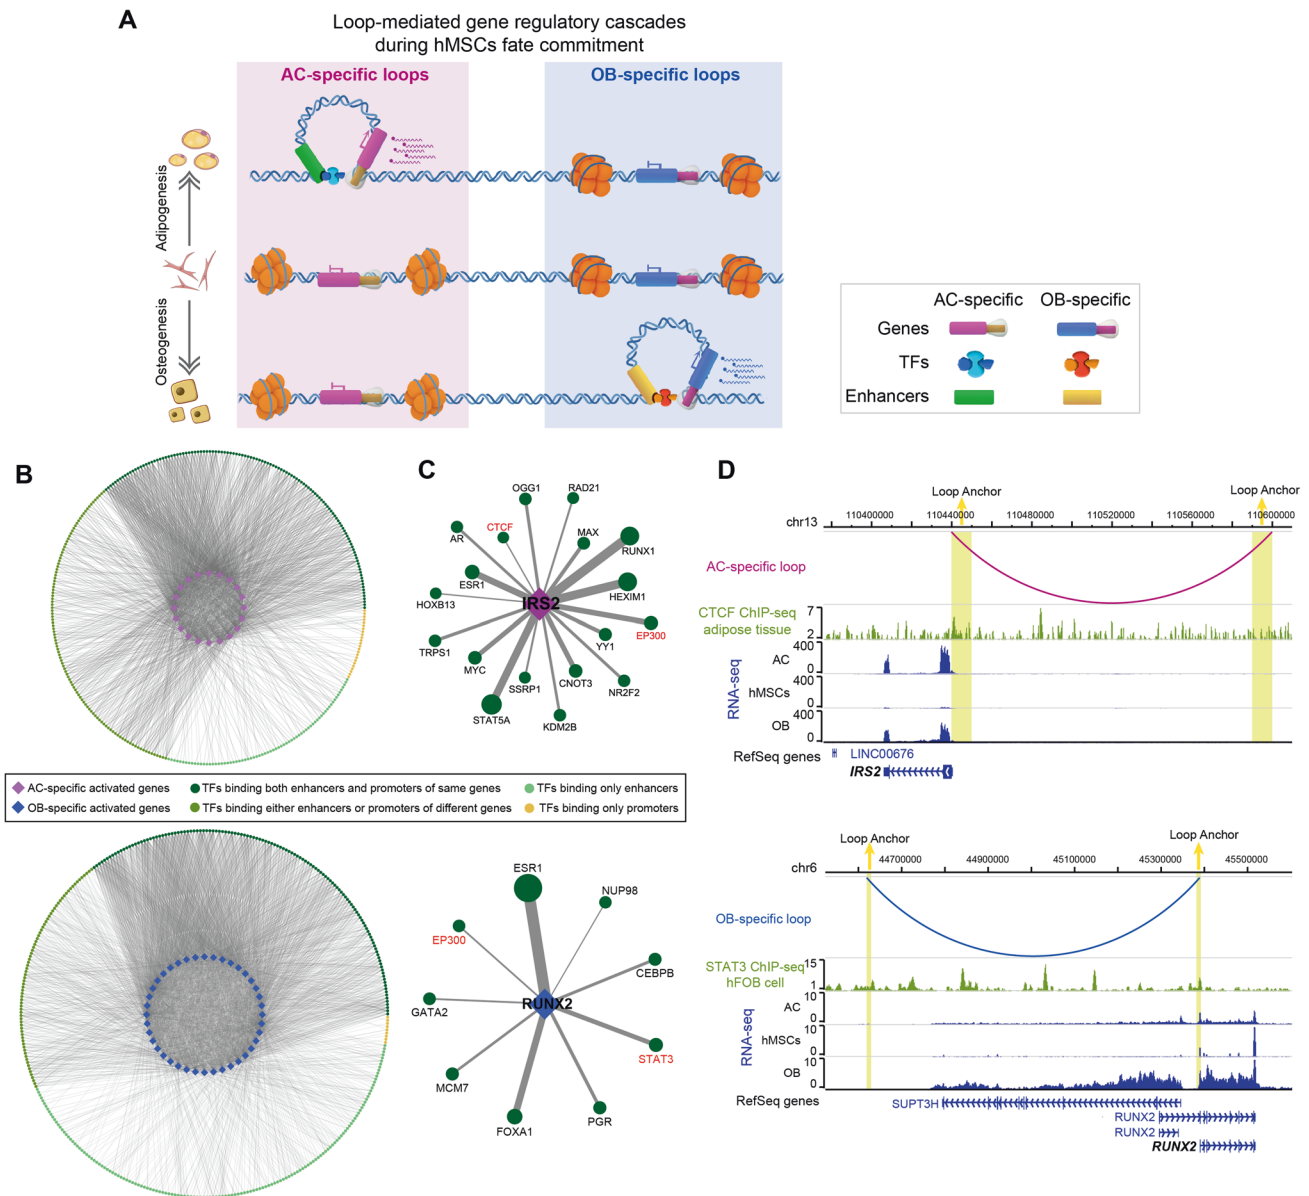 A
Loop-mediated gene regulatory cascades
during hMSCs fate commitment
AC-specific loops
OB-specific loops
Adipogenesis
Osteogenesis
AC-specific
OB-specific
Genes
TFs
Enhancers
B
AC-specific activated genes
TFs binding both enhancers and promoters of same genes
TFs binding only enhancers
OB-specific activated genes
TFs binding either enhancers or promoters of different genes
TFs binding only promoters
C
OGG1
RAD21
CTCF
AR
MAX
RUNX1
ESR1
HEXIM1
HOXB13
IRS2
EP300
TRPS1
YY1
MYC
SSRP1
CNOT3
NR2F2
STAT5A
KDM2B
ESR1
NUP98
EP300
CEBPB
GATA2
RUNX2
STAT3
MCM7
PGR
FOXA1
D
Loop Anchor
Loop Anchor
chr13
110400000
110440000
110480000
110520000
110560000
110600000
AC-specific loop
CTCF ChIP-seq
adipose tissue
7
2
RNA-seq
AC
400
0
hMSCs
400
0
OB
400
0
RefSeq genes
LINC00676
IRS2
Loop Anchor
Loop Anchor
chr6
44700000
44900000
45100000
45300000
45500000
OB-specific loop
STAT3 ChIP-seq
hFOB cell
15
1
RNA-seq
AC
10
0
hMSCs
10
0
OB
10
0
RefSeq genes
SUPT3H
RUNX2
RUNX2
RUNX2